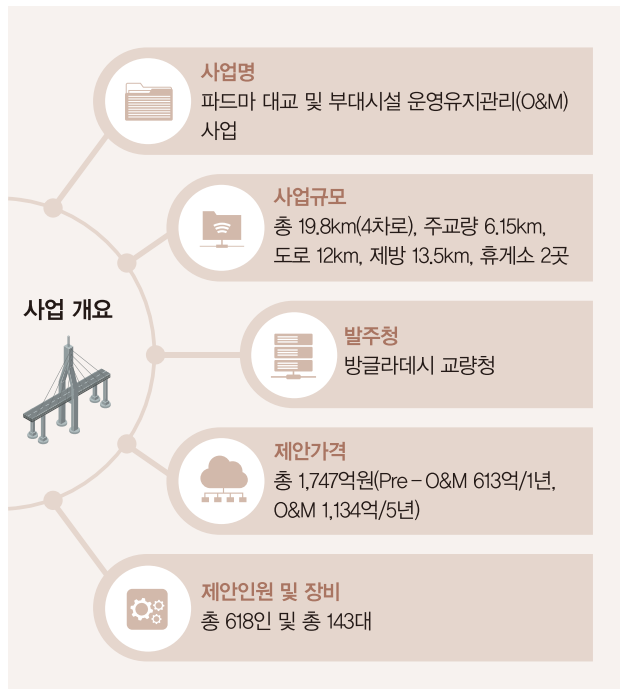 사업 개요
사업명
파드마 대교 및 부대시설 운영유지관리(O&M)
사업
사업규모
총 19.8km(4차로), 주교량 6.15km,
도로 12km, 제방 13.5km, 휴게소 2곳
발주청
방글라데시 교량청
제안가격
총 1,747억원(Pre-O&M 613억/1년,
O&M 1,134억/5년)
제안인원 및 장비
총 618인 및 총 143대